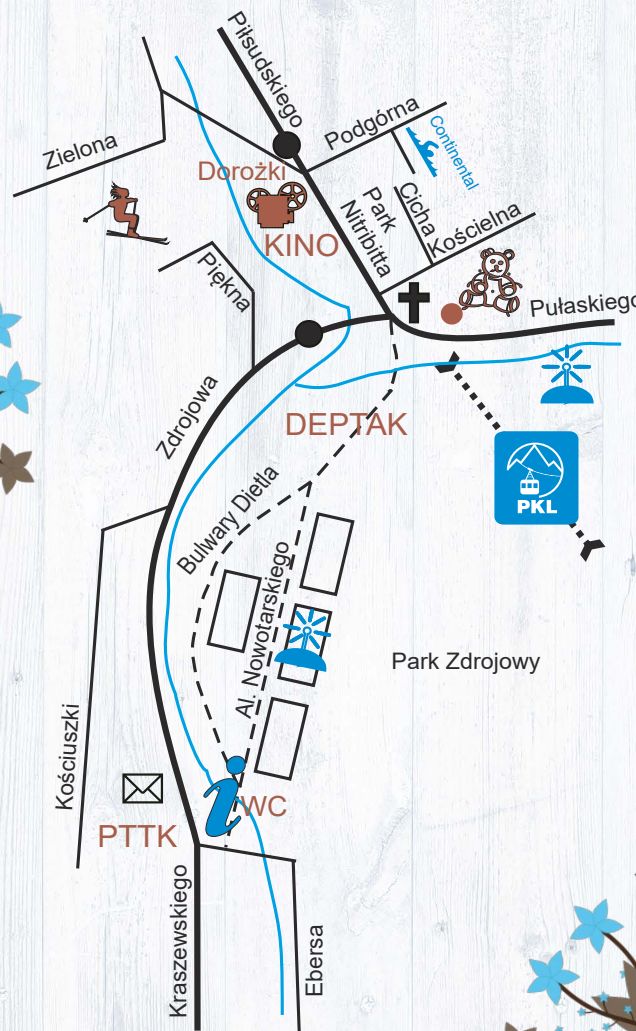 Piłsudskiego
Podgórna
Continental
Zielona
Dorożki
Cicha
Park
Nitribitta
Kościelna
KINO
Piękna
Pułaskiego
Zdrojowa
DEPTAK
PKL
Bulwary Dietla
Al. Nowotarskiego
Park Zdrojowy
Kościuszki
WC
PTTK
Kraszewskiego
Ebersa